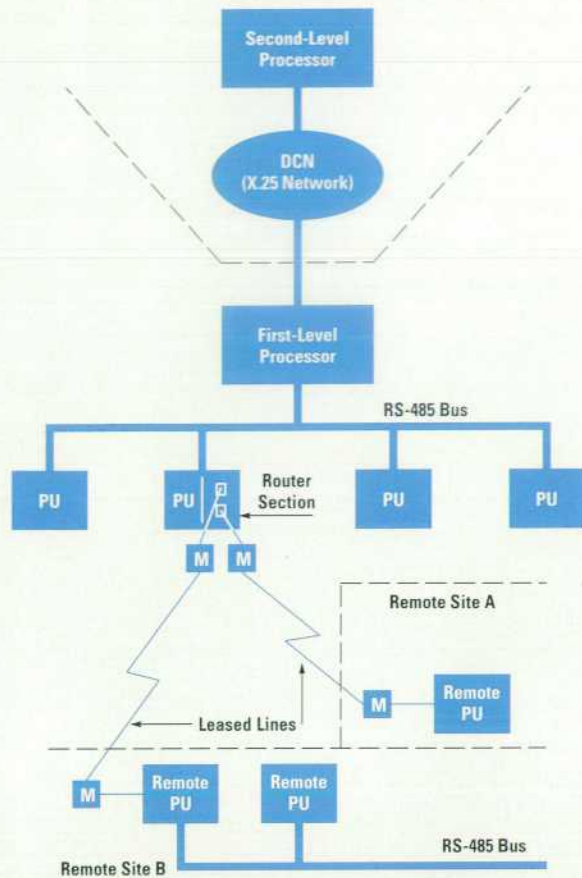 Second-Level
Processor
DCN
(X.25 Network)
First-Level
Processor
RS-485 Bus
PU
PU
Router
Section
PU
PU
M
M
Remote Site A
M
Remote
PU
Leased Lines
M
Remote
PU
Remote
PU
RS-485 Bus
Remote Site B